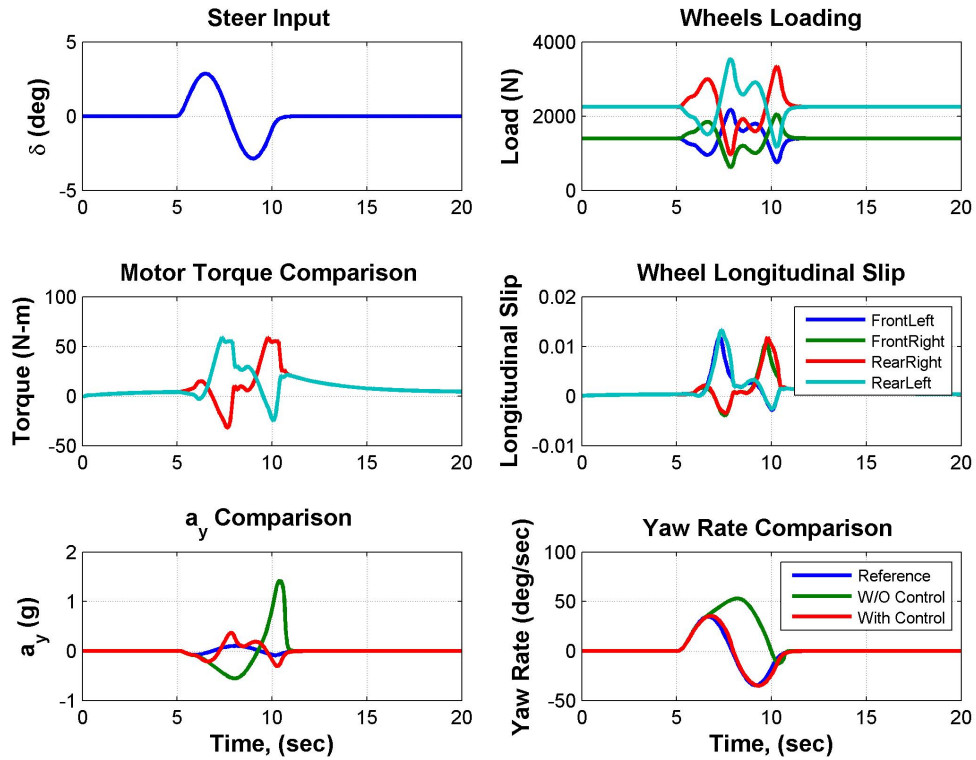 Steer Input
δ (deg)
5
0
-5
0 5 10 15 20
Wheels Loading
Load (N)
4000
2000
0
0 5 10 15 20
Motor Torque Comparison
Torque (N-m)
100
50
0
-50
0 5 10 15 20
Wheel Longitudinal Slip
Longitudinal Slip
0.02
0.01
0
-0.01
0 5 10 15 20
FrontLeft
FrontRight
RearRight
RearLeft
a_y Comparison
a_y (g)
2
1
0
-1
0 5 10 15 20
Time, (sec)
Yaw Rate Comparison
Yaw Rate (deg/sec)
100
50
0
-50
0 5 10 15 20
Time, (sec)
Reference
W/O Control
With Control